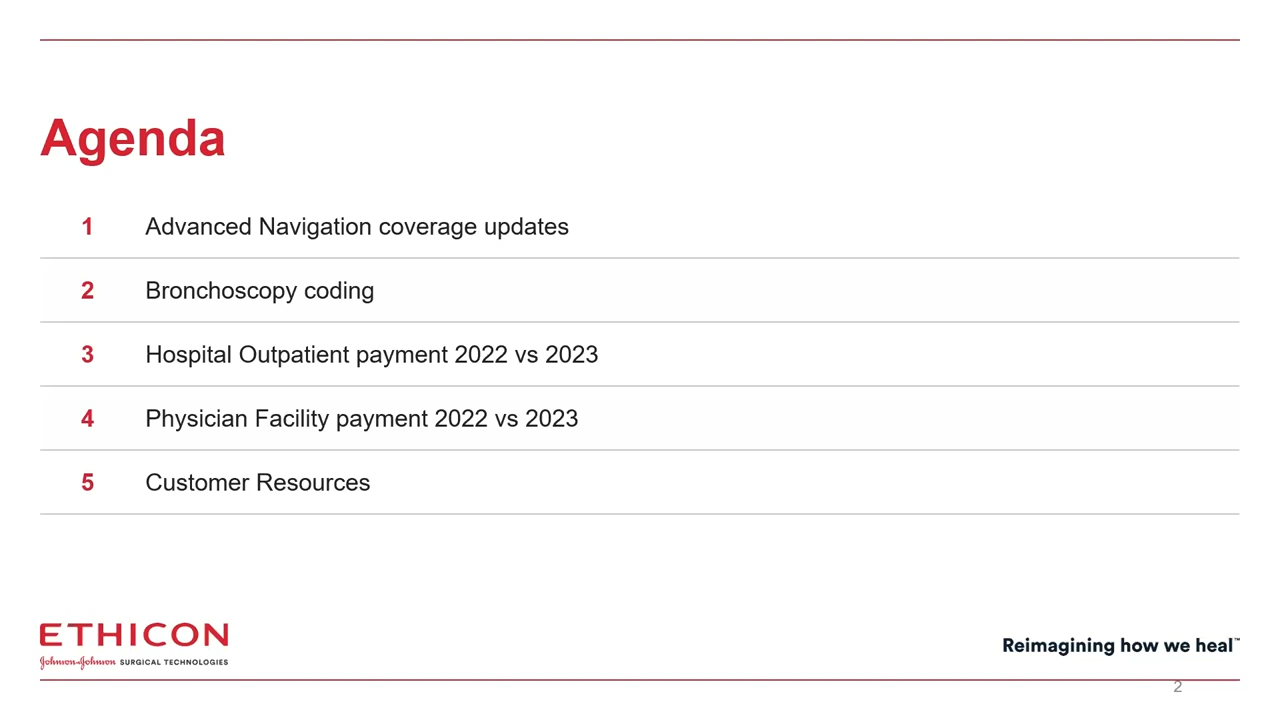 Agenda
1 Advanced Navigation coverage updates
2 Bronchoscopy coding
3 Hospital Outpatient payment 2022 vs 2023
4 Physician Facility payment 2022 vs 2023
5 Customer Resources
ETHICON
Johnson & Johnson SURGICAL TECHNOLOGIES
Reimagining how we heal™
2